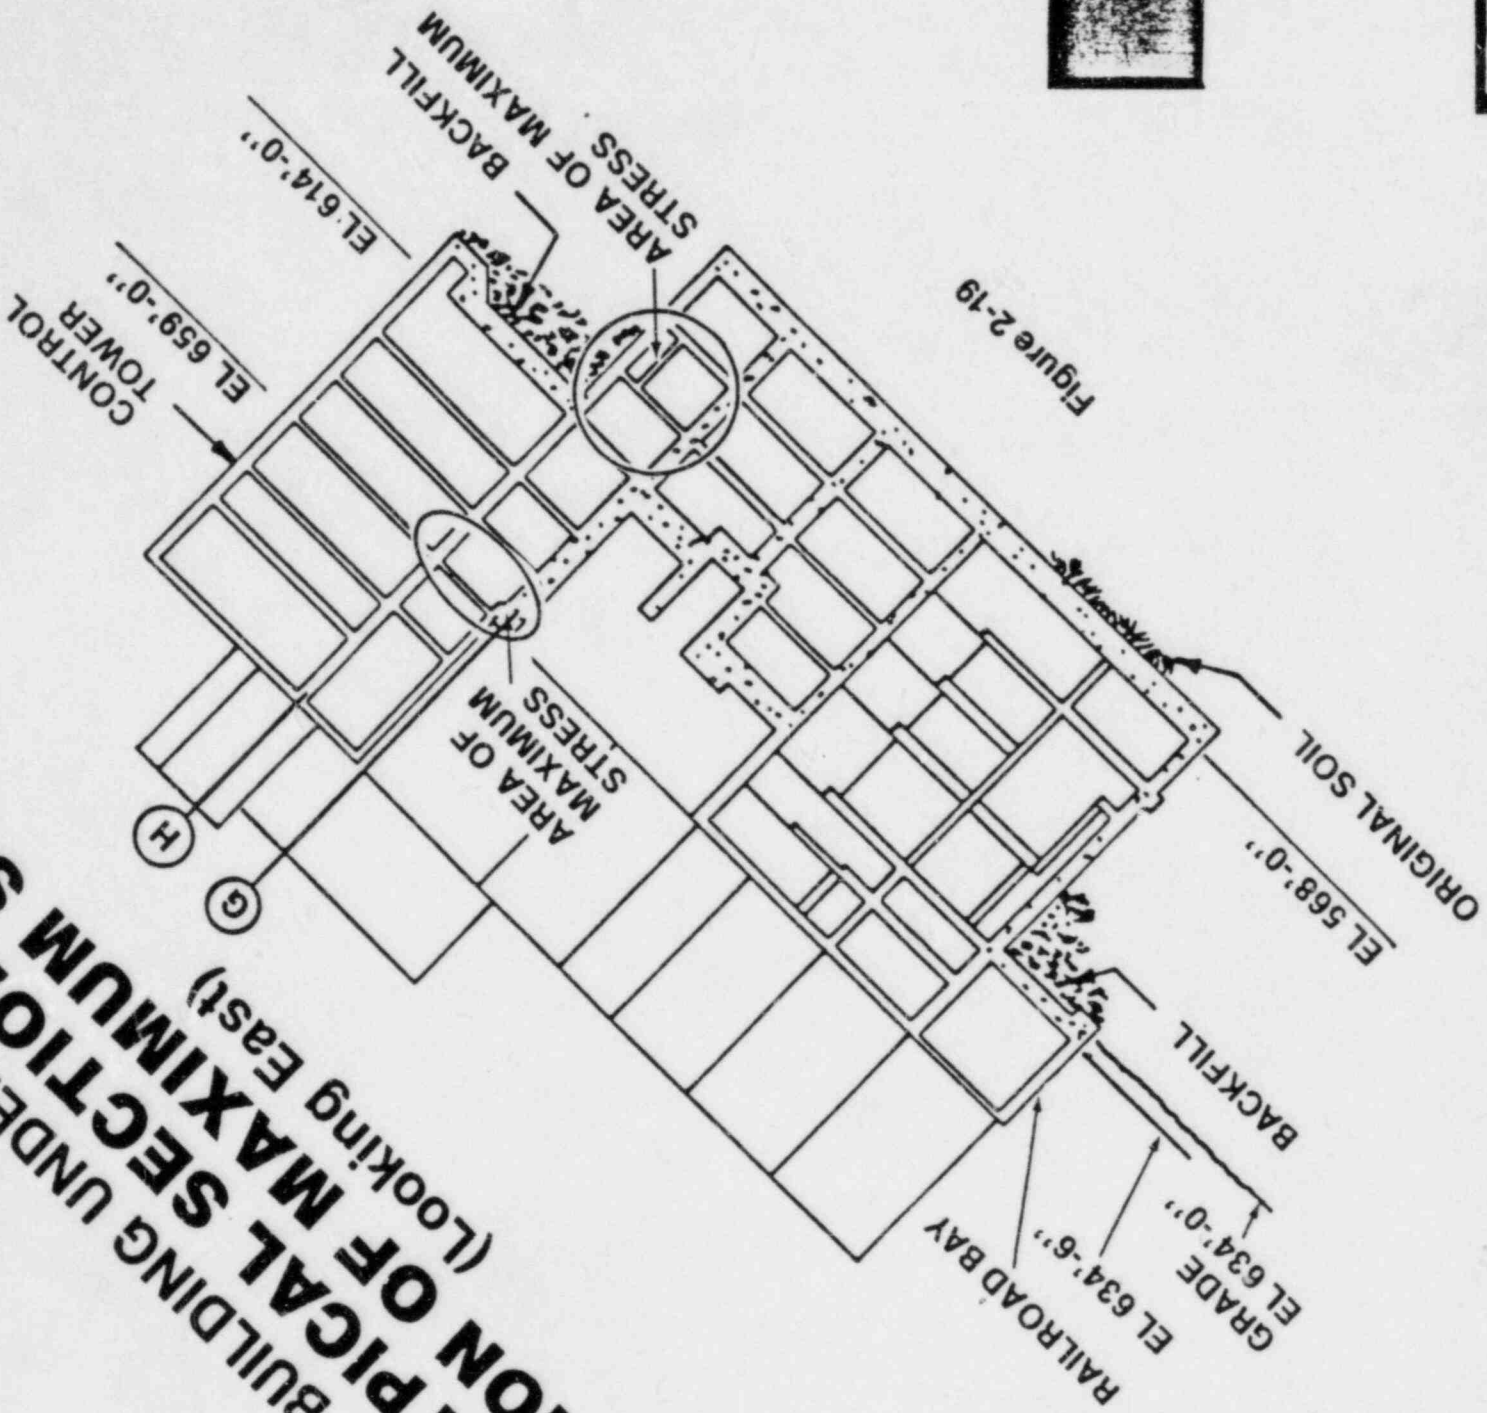 BUILDING
PICAL SECTION
OF MAXIMUM
(Looking East)
G
H
AREA OF
MAXIMUM
STRESS
CONTROL
TOWER
EL 659'-0"
EL 614'-0"
BACKFILL
AREA OF MAXIMUM
STRESS
RAILROAD BAY
EL 634'-6"
GRADE
EL 634'-0"
BACKFILL
EL 568'-0"
ORIGINAL SOIL
Figure 2-19